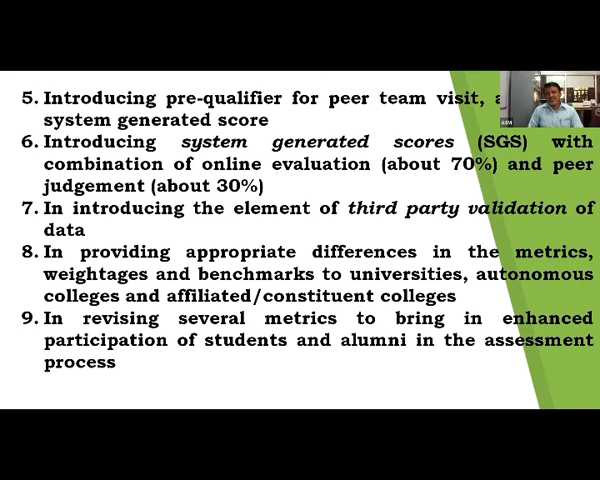 5. Introducing pre-qualifier for peer team visit, a
system generated score
6. Introducing system generated scores (SGS) with
combination of online evaluation (about 70%) and peer
judgement (about 30%)
7. In introducing the element of third party validation of
data
8. In providing appropriate differences in the metrics,
weightages and benchmarks to universities, autonomous
colleges and affiliated/constituent colleges
9. In revising several metrics to bring in enhanced
participation of students and alumni in the assessment
process